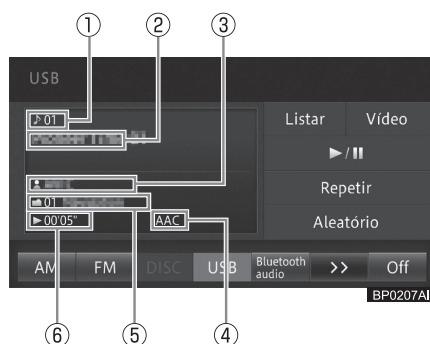 ① ② ③
USB
♪ 01
Listar Vídeo
►/II
Repetir
01
►00'05" AAC
Aleatório
AM FM DISC USB Bluetooth audio >> Off
BP0207AI
⑥ ⑤ ④